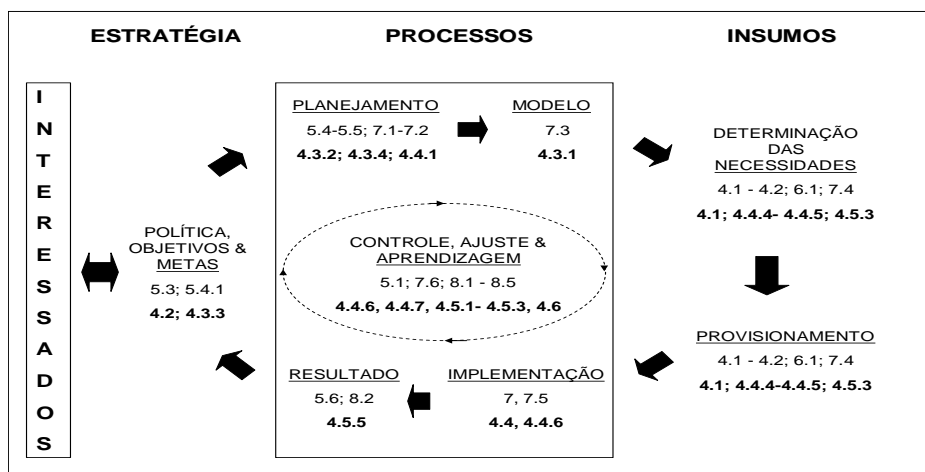 ESTRATÉGIA
PROCESSOS
INSUMOS
INTERESSADOS
POLÍTICA,
OBJETIVOS &
METAS
5.3; 5.4.1
4.2; 4.3.3
PLANEJAMENTO
5.4-5.5; 7.1-7.2
4.3.2; 4.3.4; 4.4.1
MODELO
7.3
4.3.1
CONTROLE, AJUSTE &
APRENDIZAGEM
5.1; 7.6; 8.1 - 8.5
4.4.6, 4.4.7, 4.5.1- 4.5.3, 4.6
RESULTADO
5.6; 8.2
4.5.5
IMPLEMENTAÇÃO
7, 7.5
4.4, 4.4.6
DETERMINAÇÃO
DAS
NECESSIDADES
4.1 - 4.2; 6.1; 7.4
4.1; 4.4.4- 4.4.5; 4.5.3
PROVISIONAMENTO
4.1 - 4.2; 6.1; 7.4
4.1; 4.4.4-4.4.5; 4.5.3